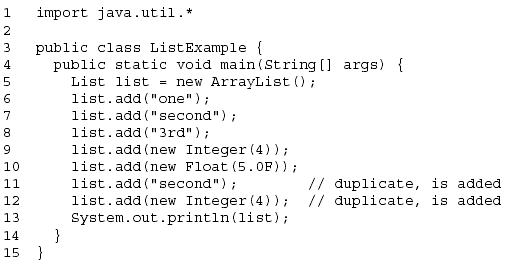 1 import java.util.*
2
3 public class ListExample {
4 public static void main(String[] args) {
5 List list = new ArrayList();
6 list.add("one");
7 list.add("second");
8 list.add("3rd");
9 list.add(new Integer(4));
10 list.add(new Float(5.0F));
11 list.add("second"); // duplicate, is added
12 list.add(new Integer(4)); // duplicate, is added
13 System.out.println(list);
14 }
15 }